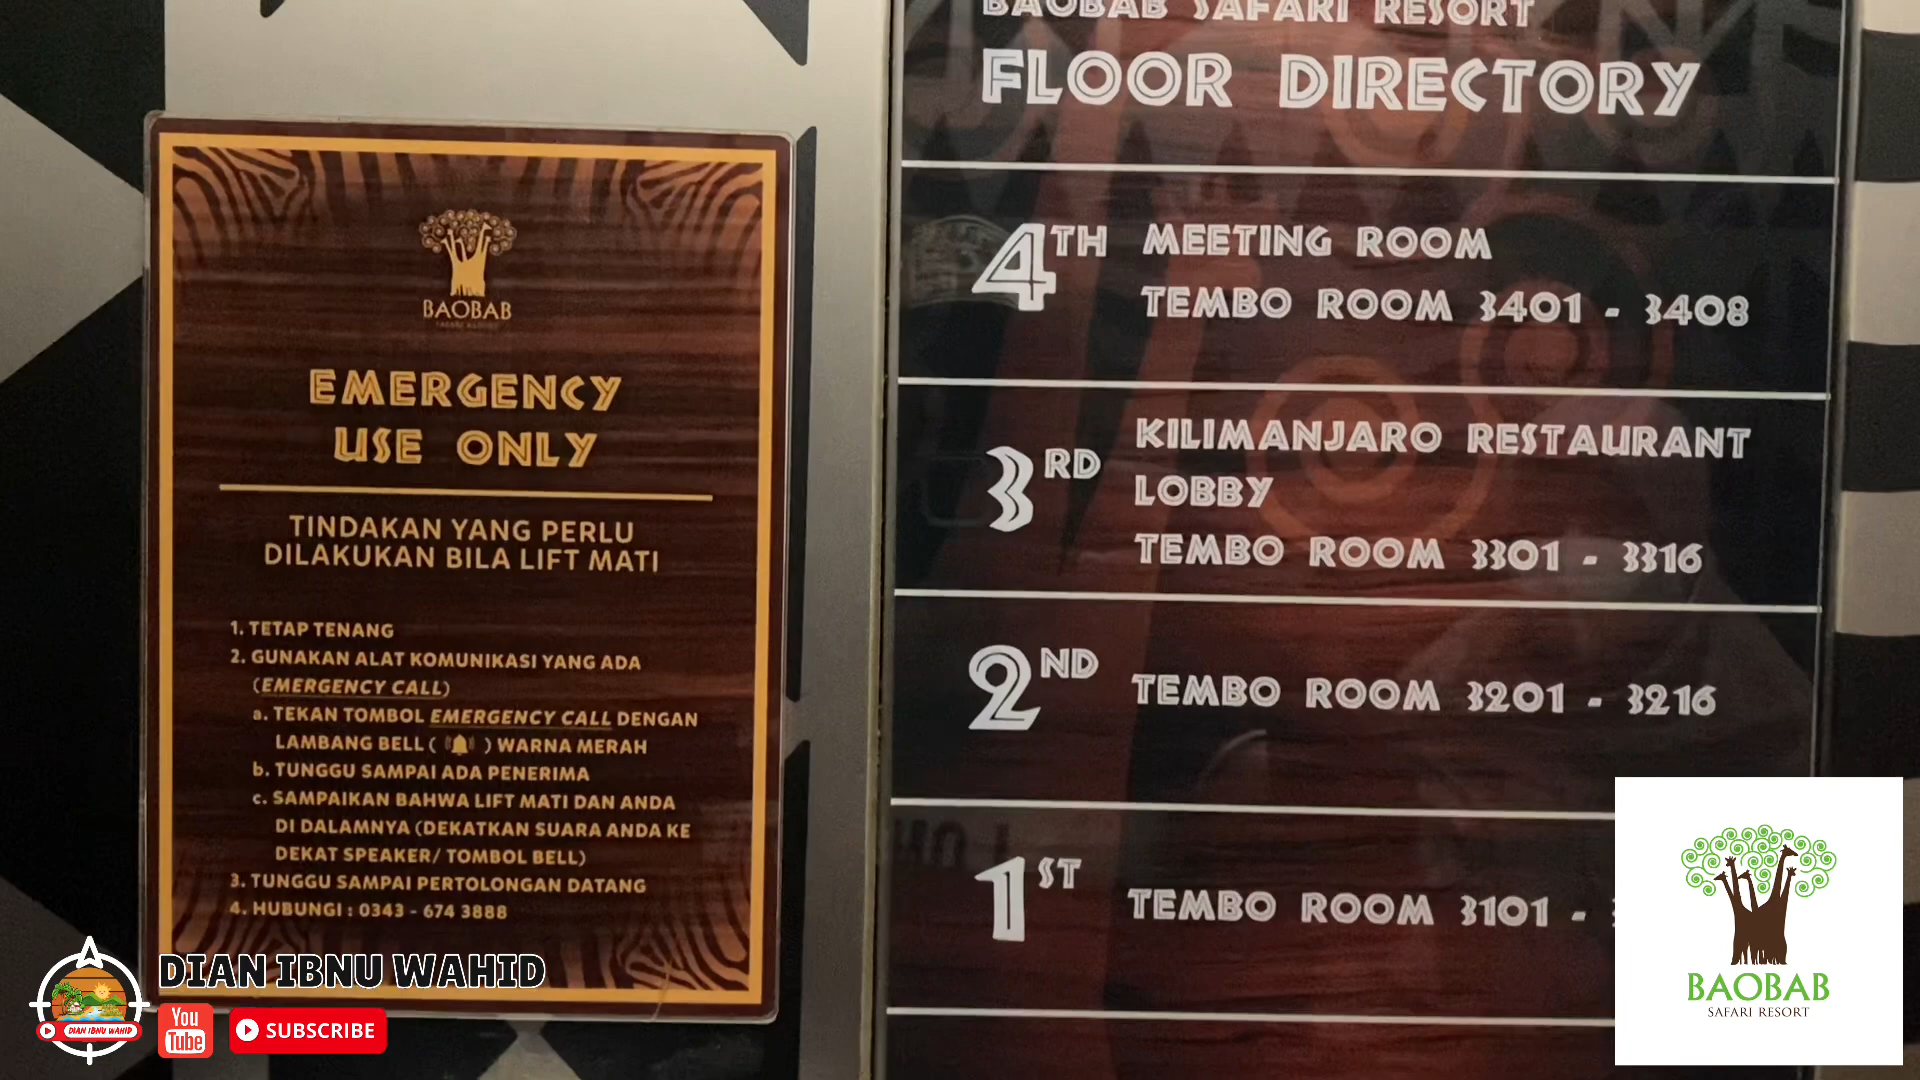 BAOBAB
EMERGENCY
USE ONLY
TINDAKAN YANG PERLU
DILAKUKAN BILA LIFT MATI
1. TETAP TENANG
2. GUNAKAN ALAT KOMUNIKASI YANG ADA
(EMERGENCY CALL)
a. TEKAN TOMBOL EMERGENCY CALL DENGAN
LAMBANG BELL ( ) WARNA MERAH
b. TUNGGU SAMPAI ADA PENERIMA
c. SAMPAIKAN BAHWA LIFT MATI DAN ANDA
DI DALAMNYA (DEKATKAN SUARA ANDA KE
DEKAT SPEAKER/ TOMBOL BELL)
3. TUNGGU SAMPAI PERTOLONGAN DATANG
4. HUBUNGI : 0343 - 674 3888
BAOBAB SAFARI RESORT
FLOOR DIRECTORY
4TH MEETING ROOM
TEMBO ROOM 3401 - 3408
3RD KILIMANJARO RESTAURANT
LOBBY
TEMBO ROOM 3301 - 3316
2ND TEMBO ROOM 3201 - 3216
1ST TEMBO ROOM 3101 -
DIAN IBNU WAHID
DIAN IBNU WAHID
You
Tube
SUBSCRIBE
BAOBAB
SAFARI RESORT